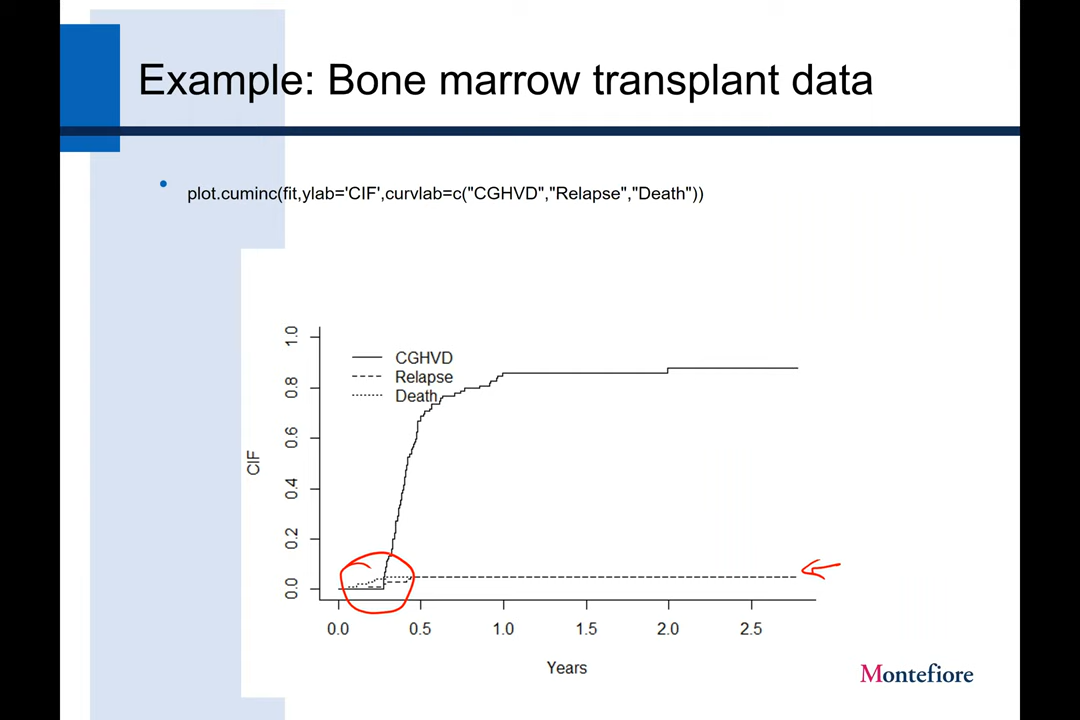 Example: Bone marrow transplant data
plot.cuminc(fit,ylab='CIF',curvlab=c("CGHVD","Relapse","Death"))
CGHVD
Relapse
Death
CIF
1.0
0.8
0.6
0.4
0.2
0.0
0.0 0.5 1.0 1.5 2.0 2.5
Years
Montefiore